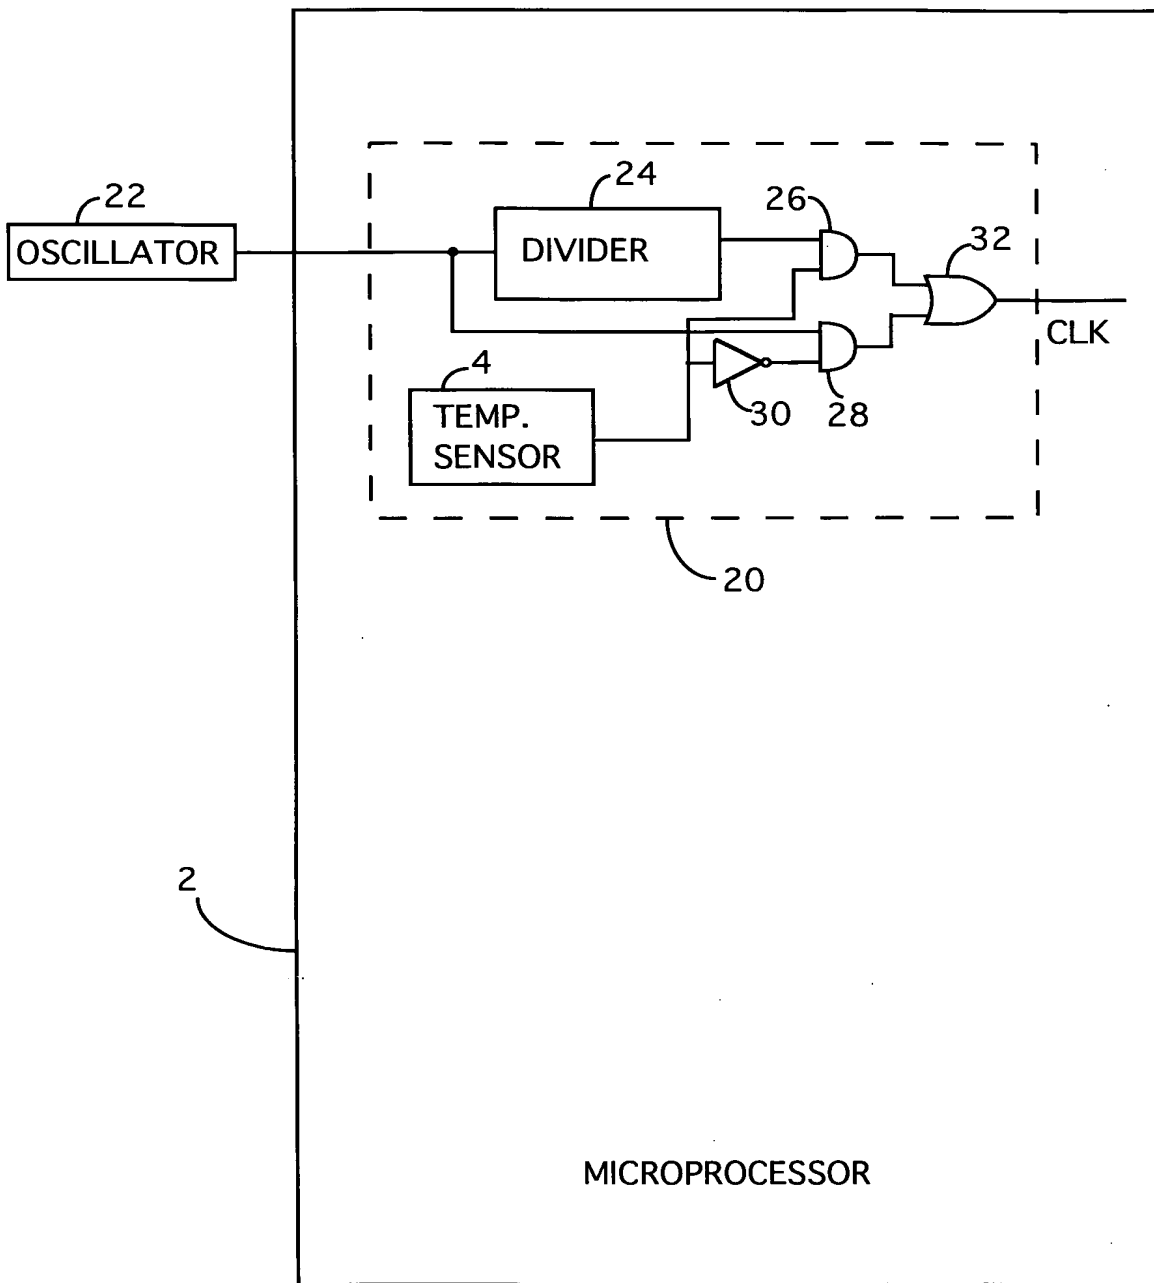 22
OSCILLATOR
24
DIVIDER
26
32
CLK
4
TEMP.
SENSOR
30
28
20
2
MICROPROCESSOR